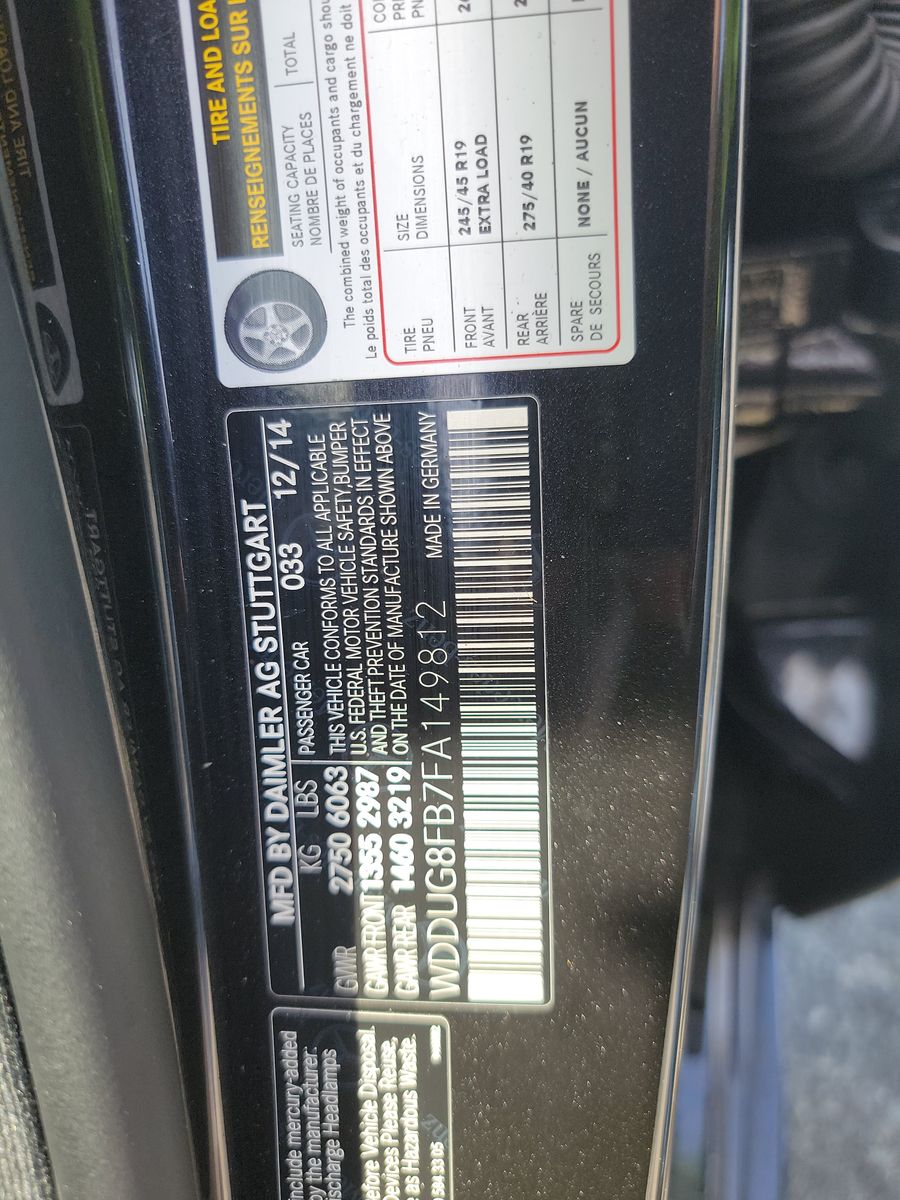 MFD BY DAIMLER AG STUTTGART
KG LBS PASSENGER CAR 033 12/14
GVWR 2750 6063 THIS VEHICLE CONFORMS TO ALL APPLICABLE
U.S. FEDERAL MOTOR VEHICLE SAFETY, BUMPER
GAWR FRONT 1355 2987 AND THEFT PREVENTION STANDARDS IN EFFECT
GAWR REAR 1460 3219 ON THE DATE OF MANUFACTURE SHOWN ABOVE
WDDUG8FB7FA149812 MADE IN GERMANY
TIRE AND LOA
RENSEIGNEMENTS SUR
SEATING CAPACITY TOTAL
NOMBRE DE PLACES
The combined weight of occupants and cargo shou
Le poids total des occupants et du chargement ne doit
TIRE SIZE
PNEU DIMENSIONS
FRONT 245/45 R19
AVANT EXTRA LOAD
REAR 275/40 R19
ARRIÈRE
SPARE NONE / AUCUN
DE SECOURS
nclude mercury-added
by the manufacturer.
ischarge Headlamps
efore Vehicle Disposal.
Devices Please Reuse,
e as Hazardous Waste.